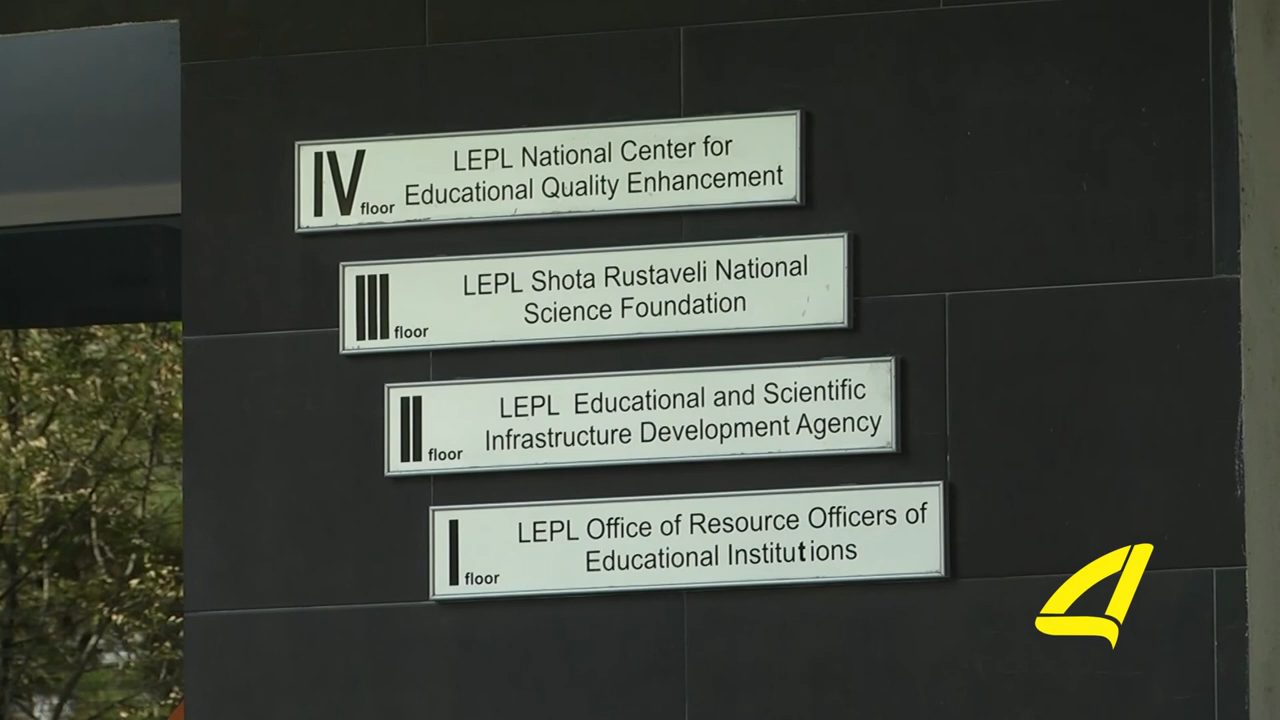 IV floor
LEPL National Center for
Educational Quality Enhancement
III floor
LEPL Shota Rustaveli National
Science Foundation
II floor
LEPL Educational and Scientific
Infrastructure Development Agency
I floor
LEPL Office of Resource Officers of
Educational Institutions